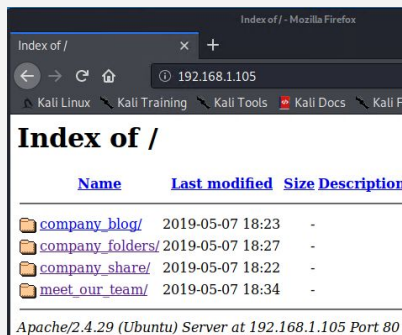 Index of / - Mozilla Firefox
Index of /
192.168.1.105
Kali Linux Kali Training Kali Tools Kali Docs Kali F
Index of /
Name Last modified Size Description
company_blog/ 2019-05-07 18:23 -
company_folders/ 2019-05-07 18:27 -
company_share/ 2019-05-07 18:22 -
meet_our_team/ 2019-05-07 18:34 -
Apache/2.4.29 (Ubuntu) Server at 192.168.1.105 Port 80